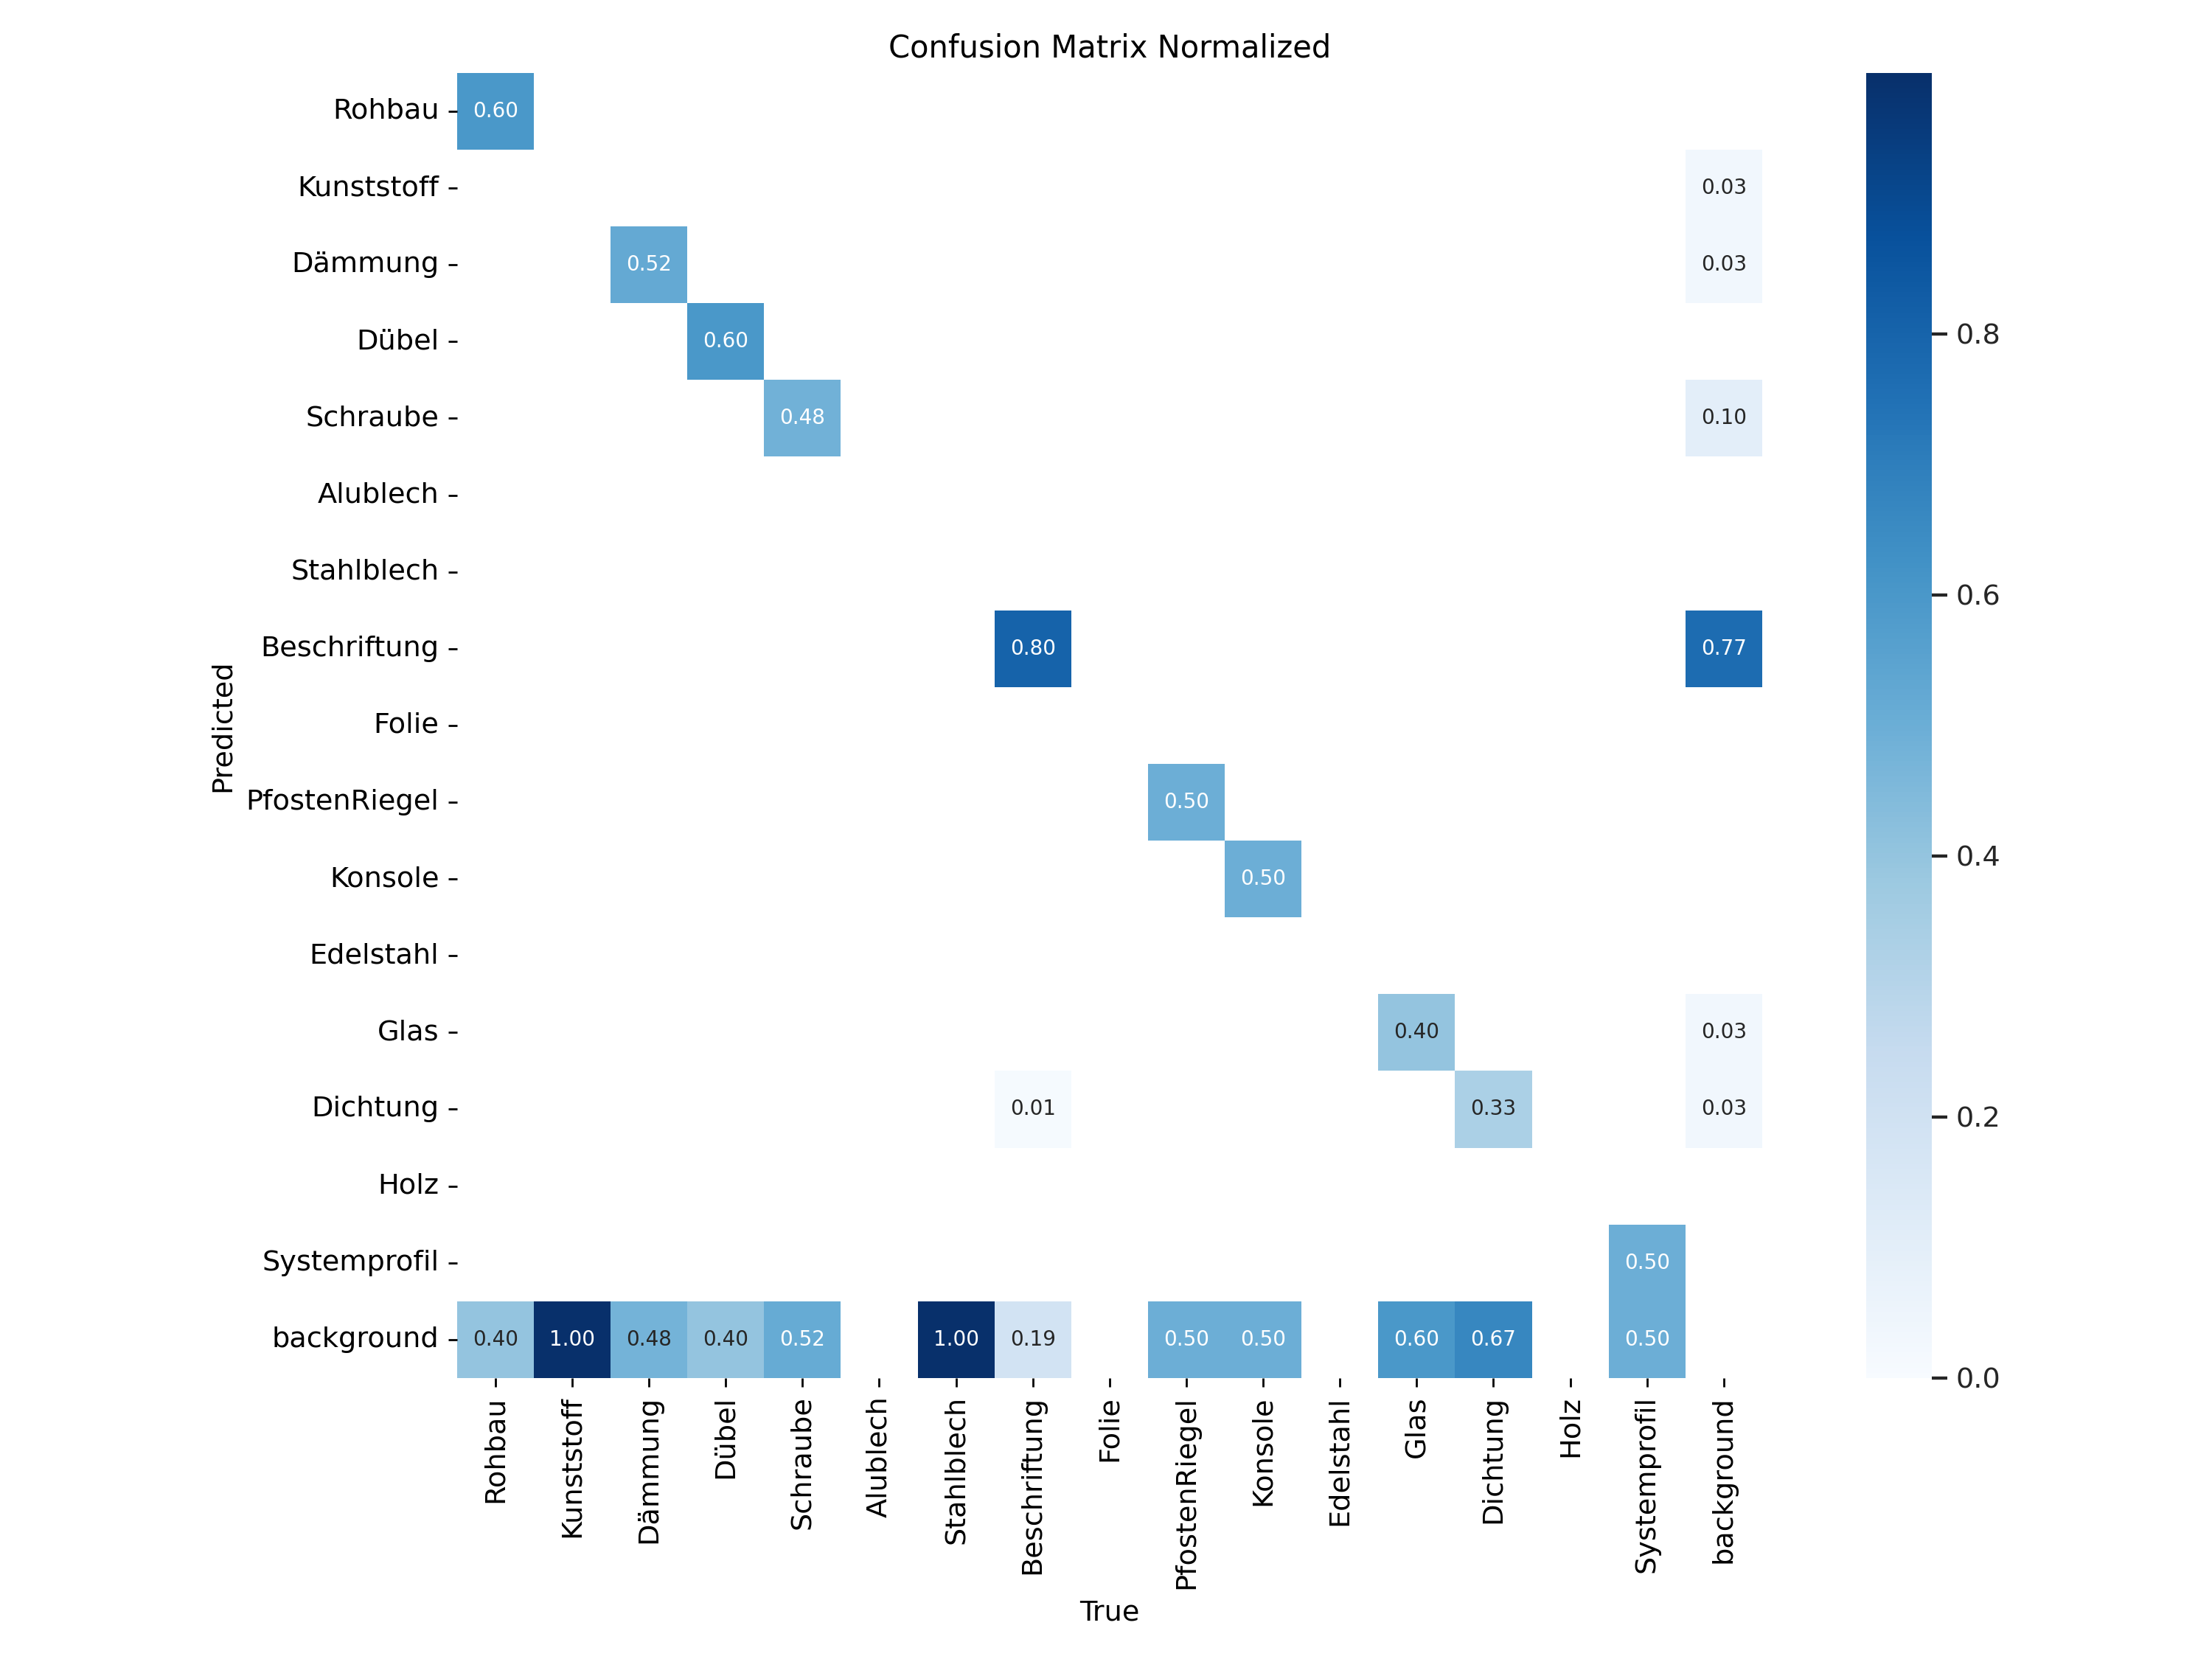 Confusion Matrix Normalized
Rohbau 0.60
Kunststoff 0.03
Dämmung 0.52 0.03
Dübel 0.60
Schraube 0.48 0.10
Alublech
Stahlblech
Beschriftung 0.80 0.77
Folie
PfostenRiegel 0.50
Konsole 0.50
Edelstahl
Glas 0.40 0.03
Dichtung 0.01 0.33 0.03
Holz
Systemprofil 0.50
background 0.40 1.00 0.48 0.40 0.52 1.00 0.19 0.50 0.50 0.60 0.67 0.50
Predicted
Rohbau Kunststoff Dämmung Dübel Schraube Alublech Stahlblech Beschriftung Folie PfostenRiegel Konsole Edelstahl Glas Dichtung Holz Systemprofil background
True
0.8
0.6
0.4
0.2
0.0